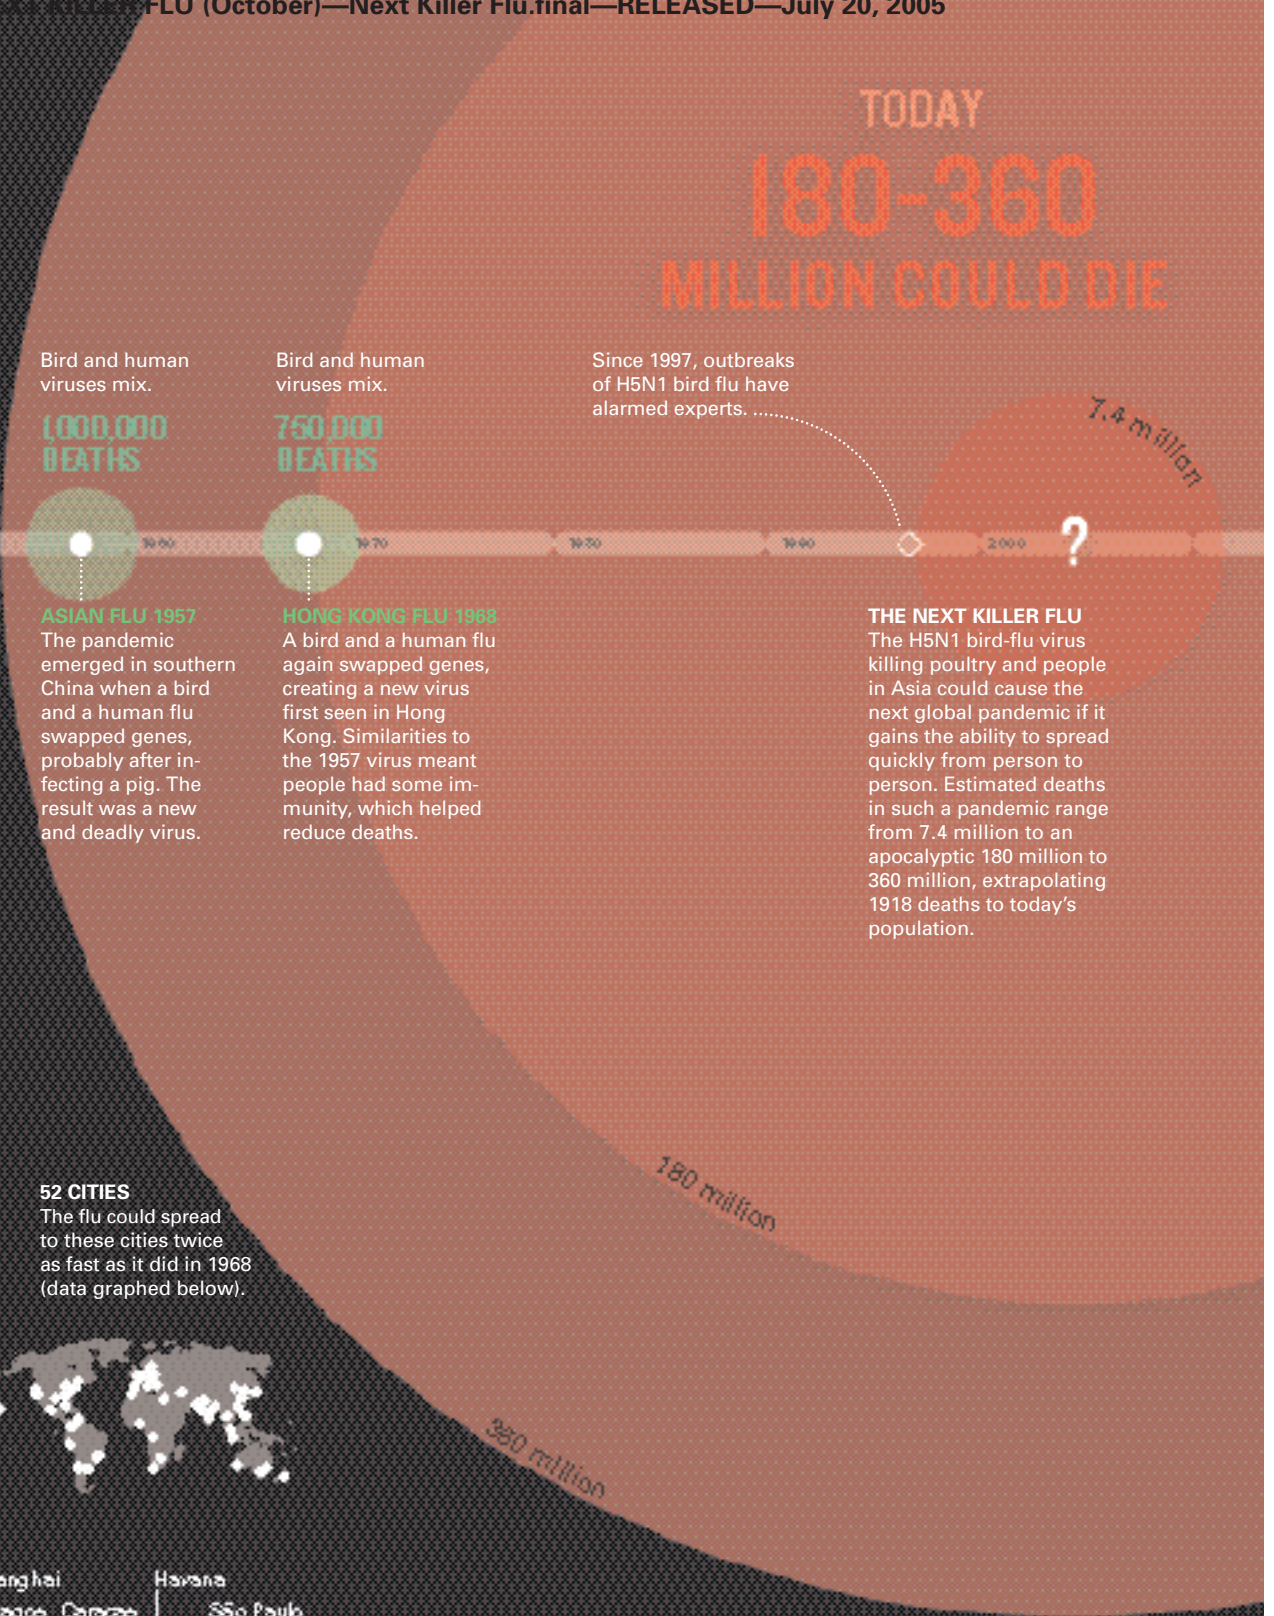 KILLER FLU (October)—Next Killer Flu.final—RELEASED—July 20, 2005
TODAY
180-360
MILLION COULD DIE
Bird and human
viruses mix.
1,000,000
DEATHS
Bird and human
viruses mix.
750,000
DEATHS
Since 1997, outbreaks
of H5N1 bird flu have
alarmed experts.
7.4 million
1960
1970
1980
1990
2000
?
ASIAN FLU 1957
The pandemic
emerged in southern
China when a bird
and a human flu
swapped genes,
probably after in-
fecting a pig. The
result was a new
and deadly virus.
HONG KONG FLU 1968
A bird and a human flu
again swapped genes,
creating a new virus
first seen in Hong
Kong. Similarities to
the 1957 virus meant
people had some im-
munity, which helped
reduce deaths.
THE NEXT KILLER FLU
The H5N1 bird-flu virus
killing poultry and people
in Asia could cause the
next global pandemic if it
gains the ability to spread
quickly from person to
person. Estimated deaths
in such a pandemic range
from 7.4 million to an
apocalyptic 180 million to
360 million, extrapolating
1918 deaths to today's
population.
180 million
360 million
52 CITIES
The flu could spread
to these cities twice
as fast as it did in 1968
(data graphed below).
anghai
Havana
Caracas
São Paulo